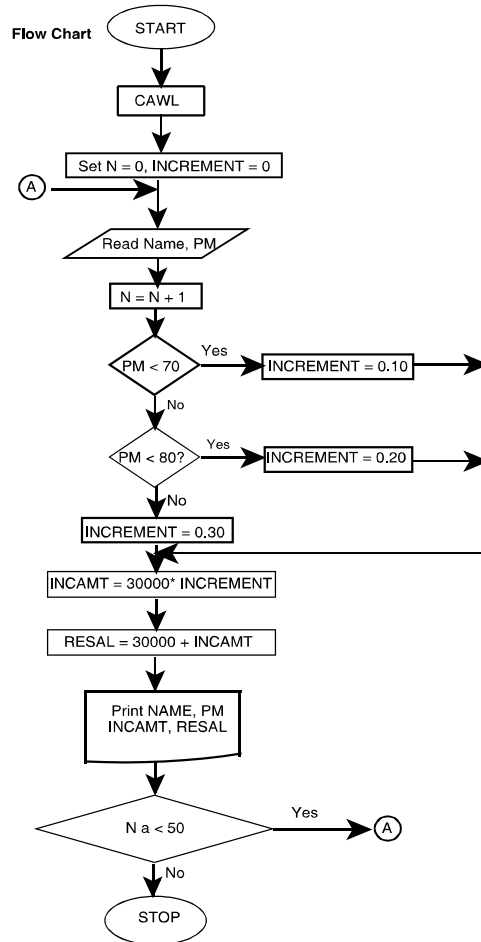 START
Flow Chart
CAWL
Set N = 0, INCREMENT = 0
A
Read Name, PM
N = N + 1
PM < 70
Yes
INCREMENT = 0.10
No
PM < 80?
Yes
INCREMENT = 0.20
No
INCREMENT = 0.30
INCAMT = 30000* INCREMENT
RESAL = 30000 + INCAMT
Print NAME, PM
INCAMT, RESAL
N a < 50
Yes
A
No
STOP